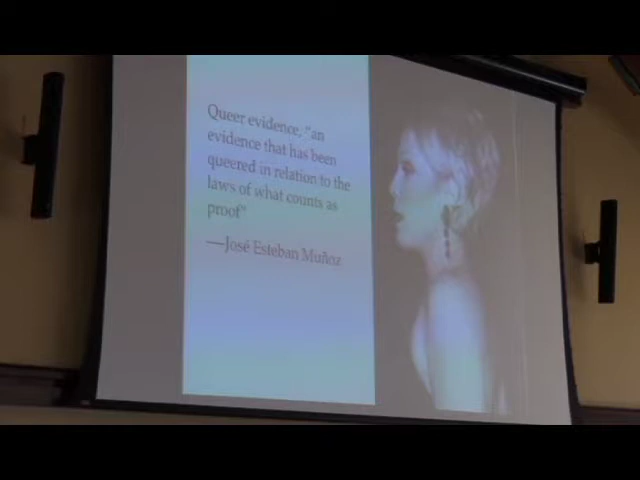 Queer evidence, "an
evidence that has been
queered in relation to the
laws of what counts as
proof"
—José Esteban Muñoz